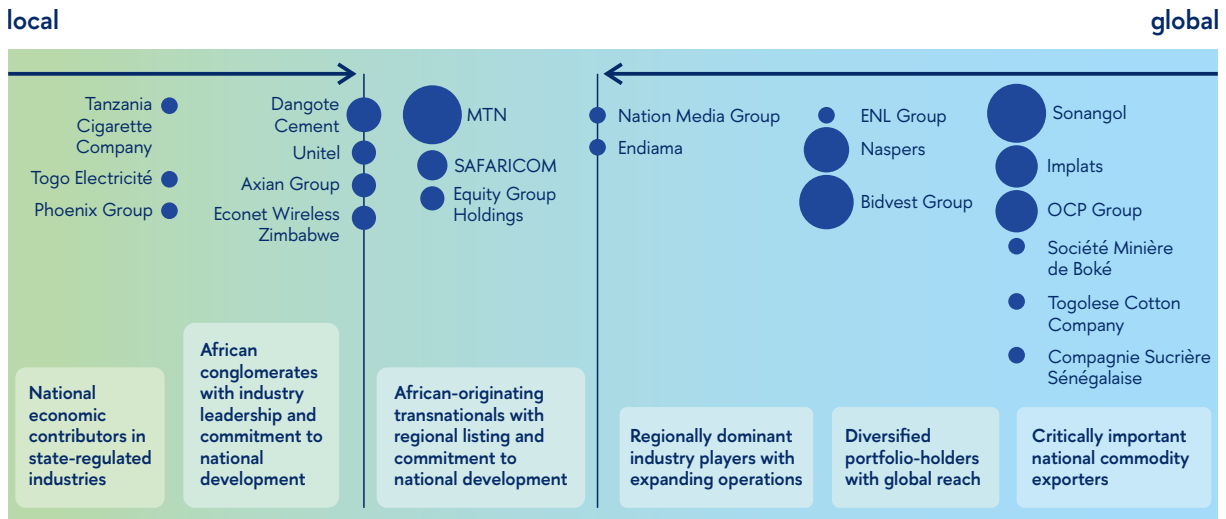 local
global
Tanzania
Cigarette
Company
Togo Electricité
Phoenix Group
Dangote
Cement
Unitel
Axian Group
Econet Wireless
Zimbabwe
MTN
SAFARICOM
Equity Group
Holdings
Nation Media Group
Endiama
ENL Group
Naspers
Bidvest Group
Sonangol
Implats
OCP Group
Société Minière
de Boké
Togolese Cotton
Company
Compagnie Sucrière
Sénégalaise
National
economic
contributors in
state-regulated
industries
African
conglomerates
with industry
leadership and
commitment to
national
development
African-originating
transnationals with
regional listing and
commitment to
national development
Regionally dominant
industry players with
expanding operations
Diversified
portfolio-holders
with global reach
Critically important
national commodity
exporters